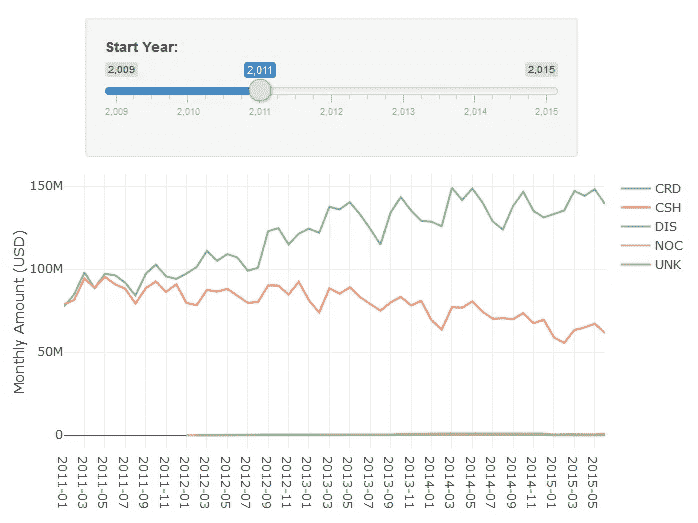 Start Year:
2,009 2,011 2,015
2,009 2,010 2,011 2,012 2,013 2,014 2,015
150M
100M
50M
0
Monthly Amount (USD)
CRD
CSH
DIS
NOC
UNK
2011-01
2011-03
2011-05
2011-07
2011-09
2011-11
2012-01
2012-03
2012-05
2012-07
2012-09
2012-11
2013-01
2013-03
2013-05
2013-07
2013-09
2013-11
2014-01
2014-03
2014-05
2014-07
2014-09
2014-11
2015-01
2015-03
2015-05